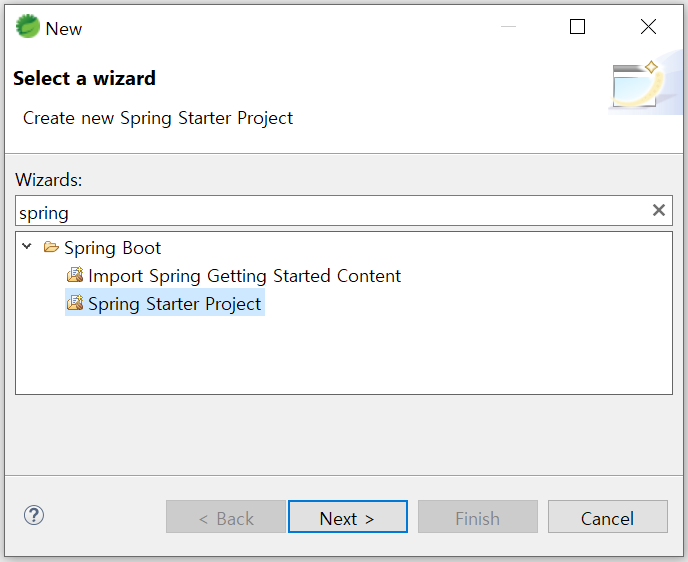 New
Select a wizard
Create new Spring Starter Project
Wizards:
spring
Spring Boot
Import Spring Getting Started Content
Spring Starter Project
?
< Back
Next >
Finish
Cancel